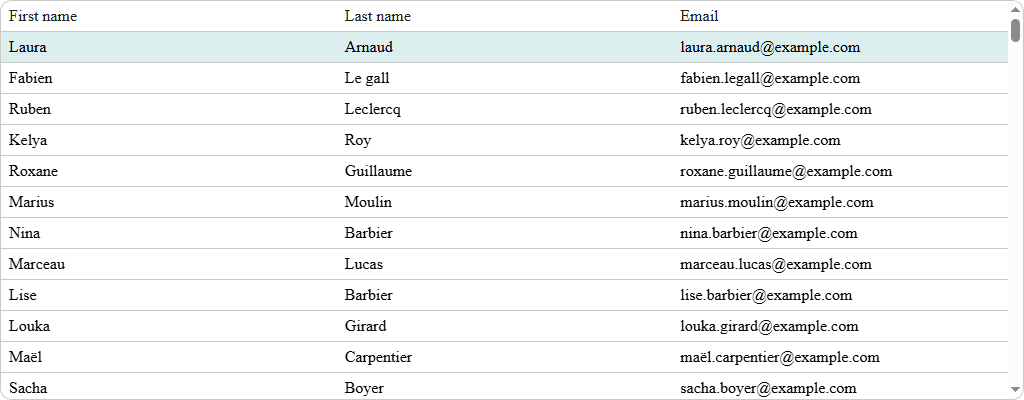 First name Last name Email
Laura Arnaud laura.arnaud@example.com
Fabien Le gall fabien.legall@example.com
Ruben Leclercq ruben.leclercq@example.com
Kelya Roy kelya.roy@example.com
Roxane Guillaume roxane.guillaume@example.com
Marius Moulin marius.moulin@example.com
Nina Barbier nina.barbier@example.com
Marceau Lucas marceau.lucas@example.com
Lise Barbier lise.barbier@example.com
Louka Girard louka.girard@example.com
Maël Carpentier maël.carpentier@example.com
Sacha Boyer sacha.boyer@example.com